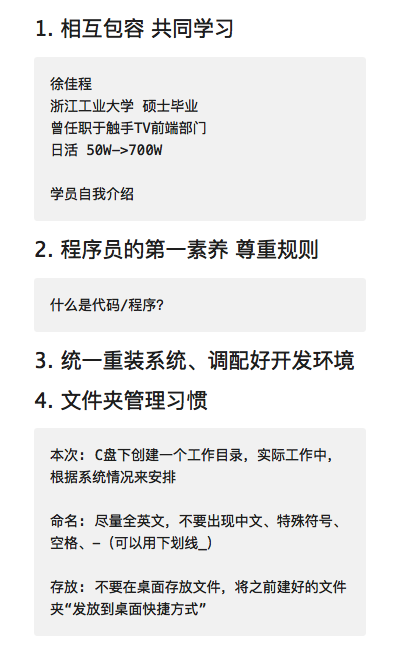 1. 相互包容 共同学习
徐佳程
浙江工业大学 硕士毕业
曾任职于触手TV前端部门
日活 50W—>700W
学员自我介绍
2. 程序员的第一素养 尊重规则
什么是代码/程序?
3. 统一重装系统、调配好开发环境
4. 文件夹管理习惯
本次: C盘下创建一个工作目录, 实际工作中,
根据系统情况来安排
命名: 尽量全英文, 不要出现中文、特殊符号、
空格、—（可以用下划线_）
存放: 不要在桌面存放文件, 将之前建好的文件
夹“发放到桌面快捷方式”